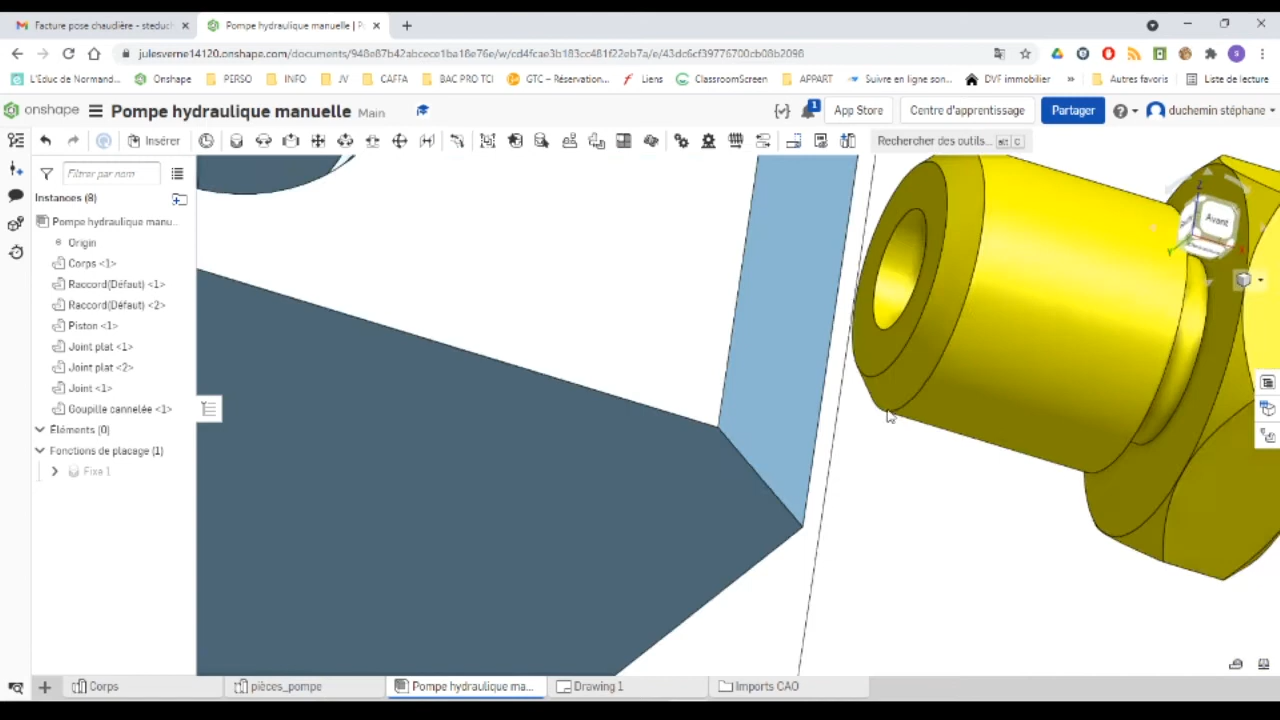 Facture pose chaudière - steduch
Pompe hydraulique manuelle | P
julesverne14120.onshape.com/documents/948e87b42abcece1ba18e76e/w/cd4fcae3b183cc481f22eb7a/e/43dc6cf39776700cb08b2098
S
L'Éduc de Normand... Onshape PERSO INFO JV CAFFA BAC PRO TCI GTC – Réservation... Liens ClassroomScreen APPART Suivre en ligne son... DVF immobilier » Autres favoris Liste de lecture
onshape Pompe hydraulique manuelle Main 1 App Store Centre d'apprentissage Partager duchemin stéphane
Insérer Rechercher des outils... alt C
Filtrer par nom
Instances (8)
Pompe hydraulique manu...
Origin
Corps <1>
Raccord(Défaut) <1>
Raccord(Défaut) <2>
Piston <1>
Joint plat <1>
Joint plat <2>
Joint <1>
Goupille cannelée <1>
Éléments (0)
Fonctions de placage (1)
Fixe 1
Z
Avant
Corps pièces_pompe Pompe hydraulique ma... Drawing 1 Imports CAO